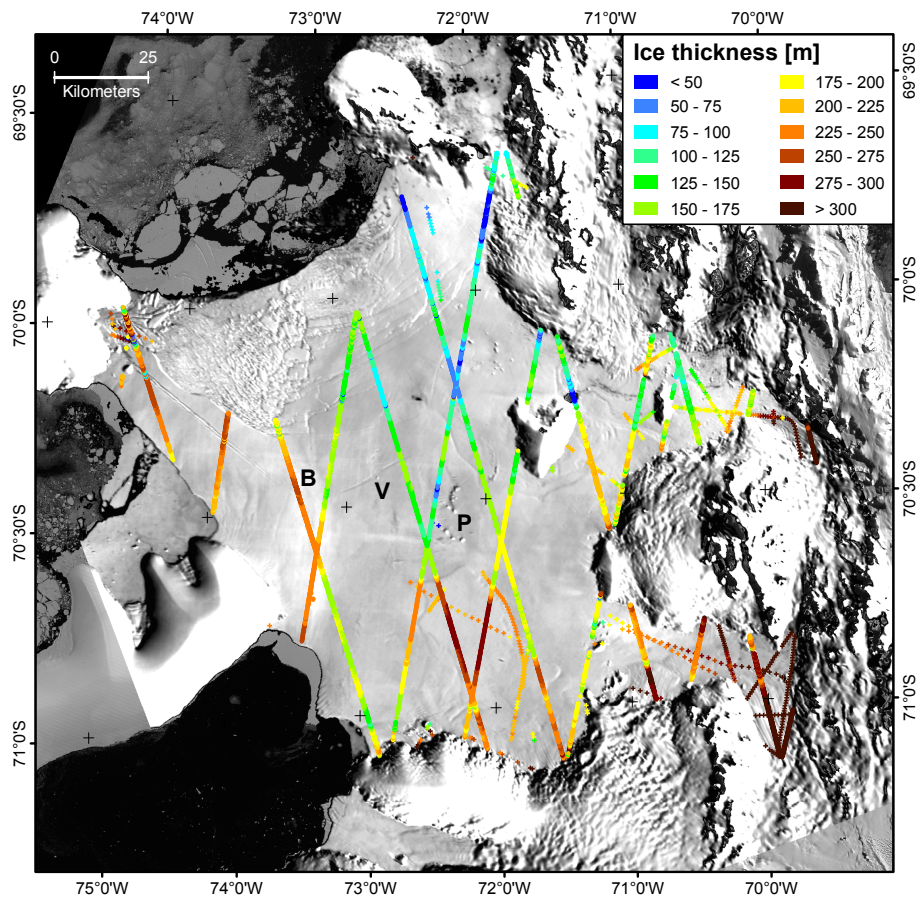 74°0'W 73°0'W 72°0'W 71°0'W 70°0'W
0 25
Kilometers
Ice thickness [m]
< 50 175 - 200
50 - 75 200 - 225
75 - 100 225 - 250
100 - 125 250 - 275
125 - 150 275 - 300
150 - 175 > 300
69°30'S 69°30'S
70°0'S 70°0'S
B V P
70°30'S 70°30'S
71°0'S 71°0'S
75°0'W 74°0'W 73°0'W 72°0'W 71°0'W 70°0'W